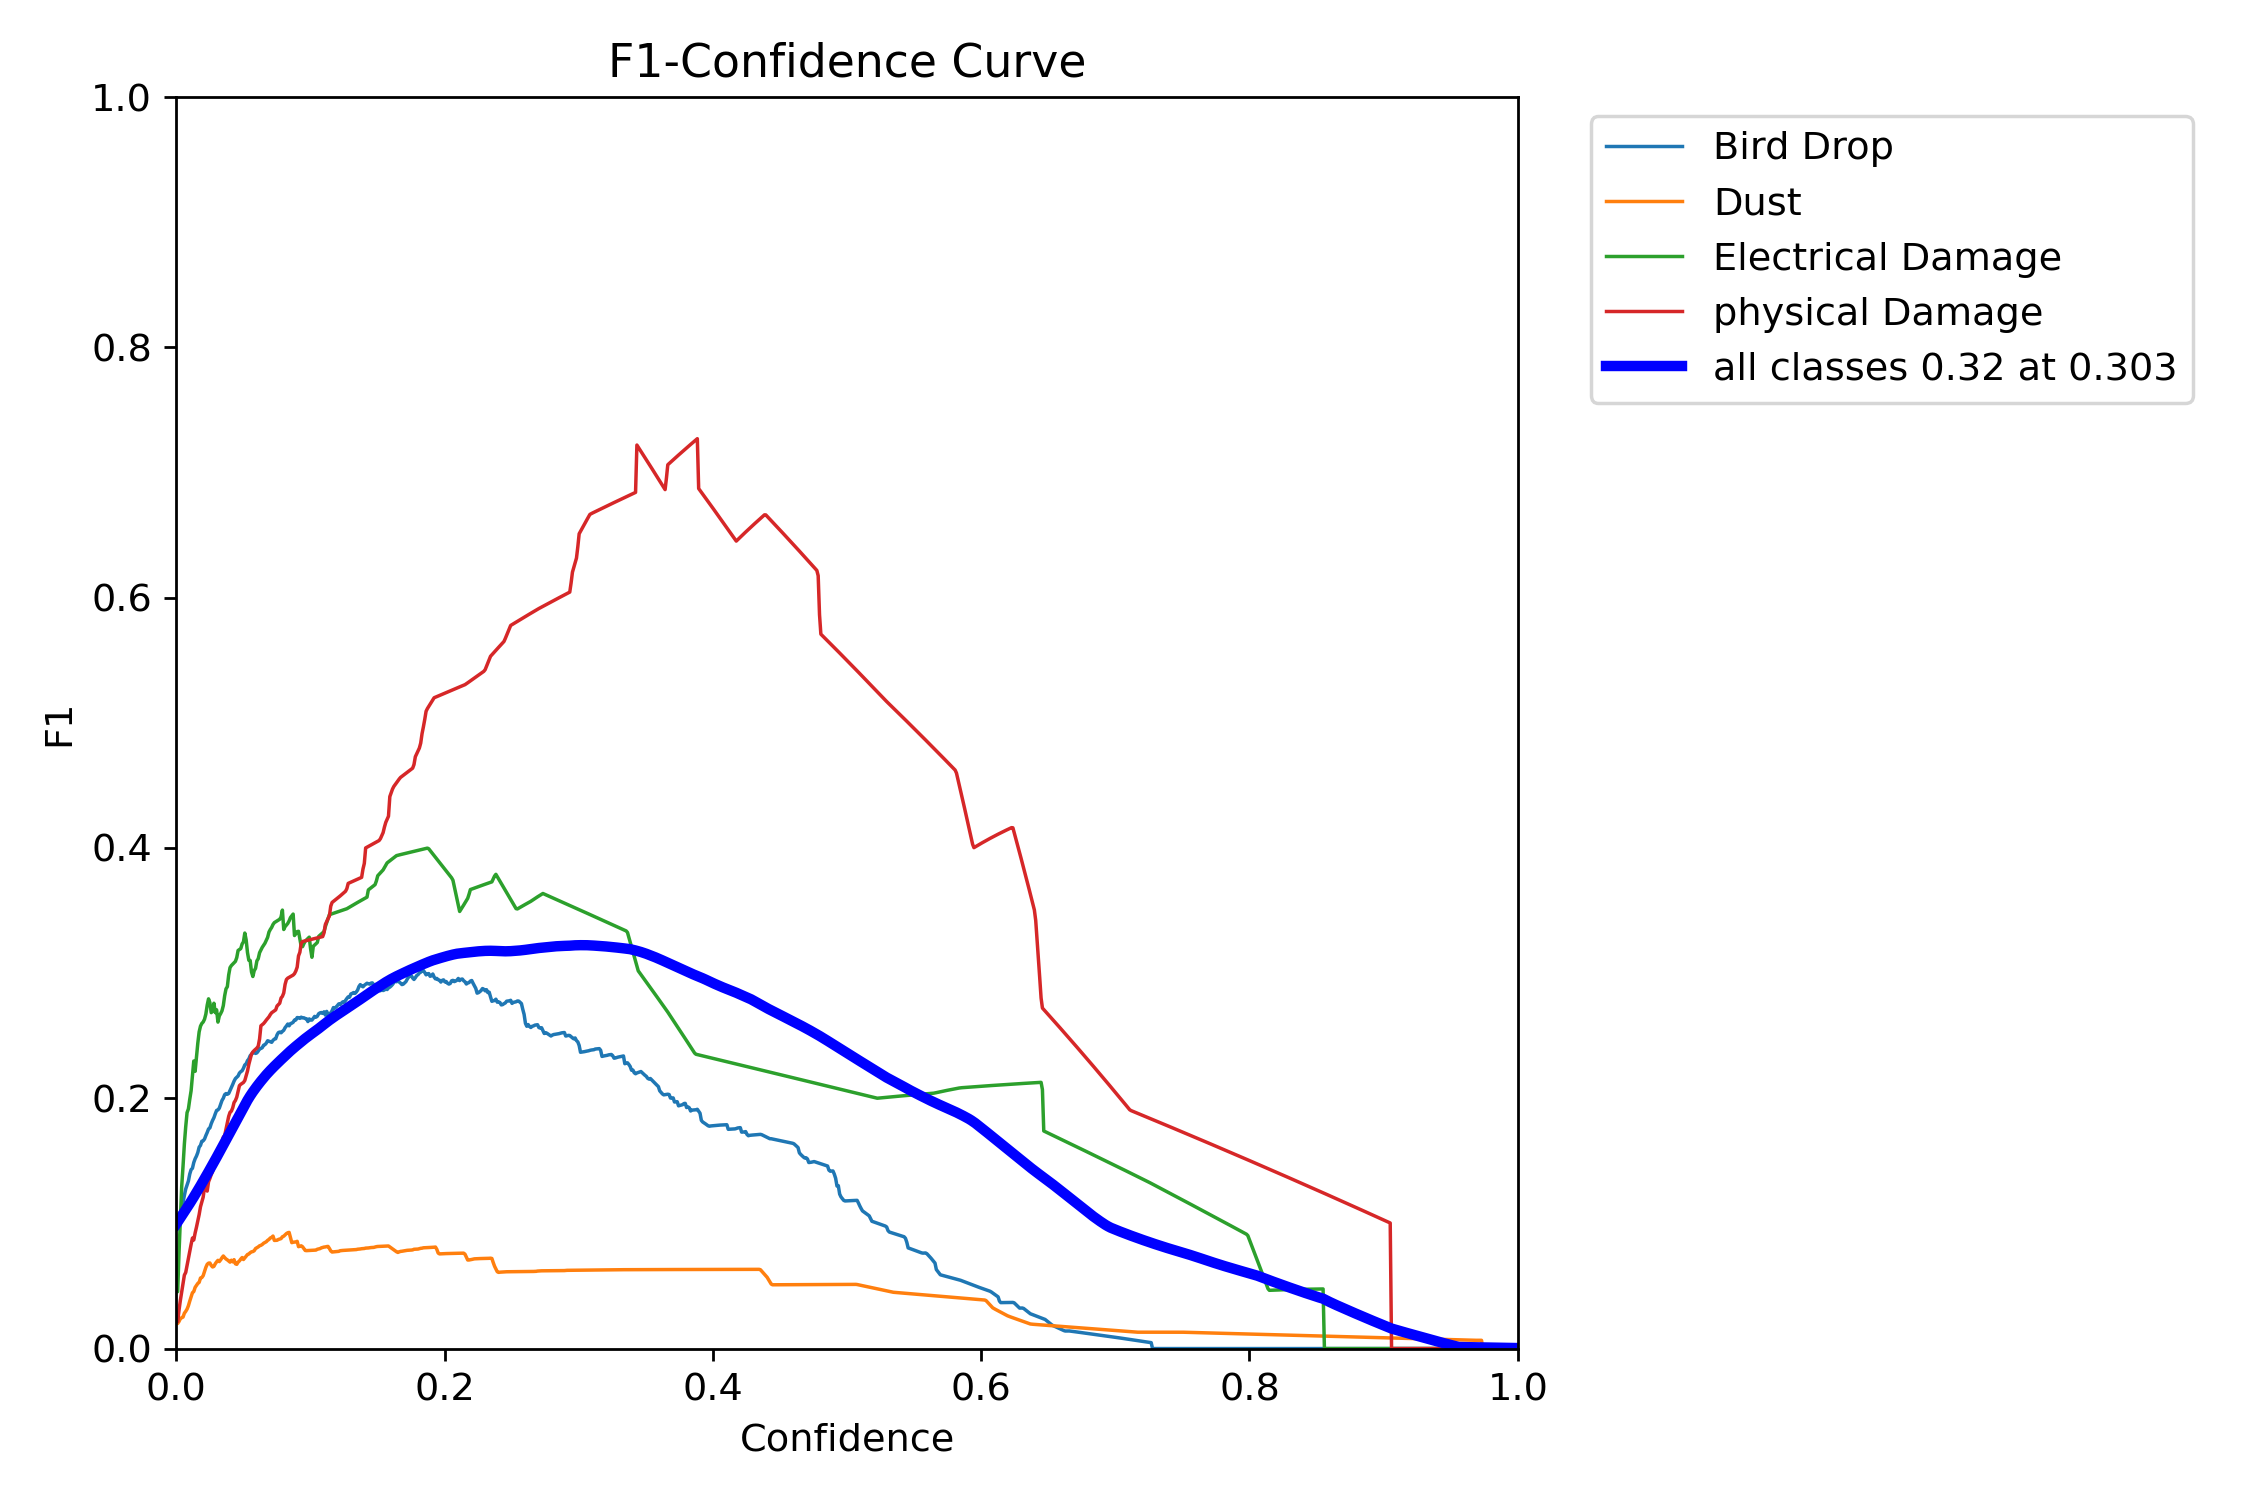 F1-Confidence Curve
1.0
0.8
0.6
0.4
0.2
0.0
F1
0.0 0.2 0.4 0.6 0.8 1.0
Confidence
Bird Drop
Dust
Electrical Damage
physical Damage
all classes 0.32 at 0.303